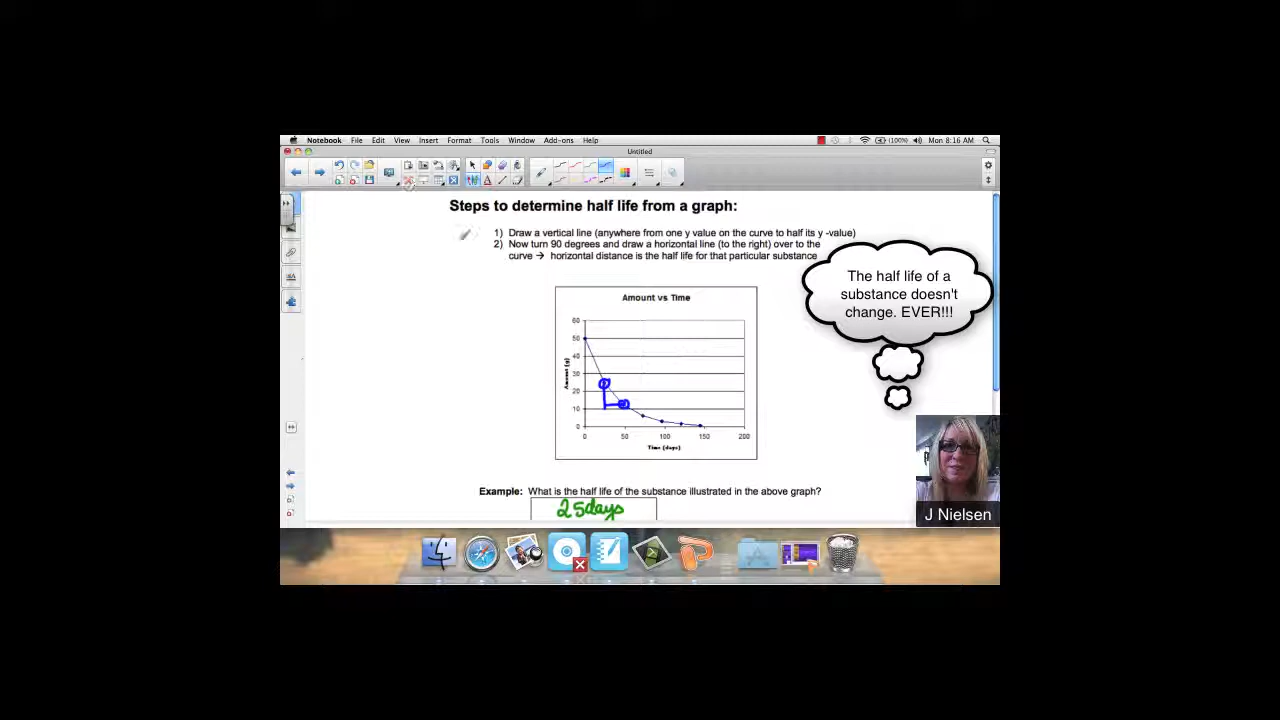 Notebook File Edit View Insert Format Tools Window Add-ons Help
(100%) Mon 8:16 AM
Untitled
Steps to determine half life from a graph:
1) Draw a vertical line (anywhere from one y value on the curve to half its y -value)
2) Now turn 90 degrees and draw a horizontal line (to the right) over to the
curve → horizontal distance is the half life for that particular substance
The half life of a
substance doesn't
change. EVER!!!
Amount vs Time
60
50
40
30
20
10
0
Amount (g)
0 50 100 150 200
Time (days)
J Nielsen
Example: What is the half life of the substance illustrated in the above graph?
25days